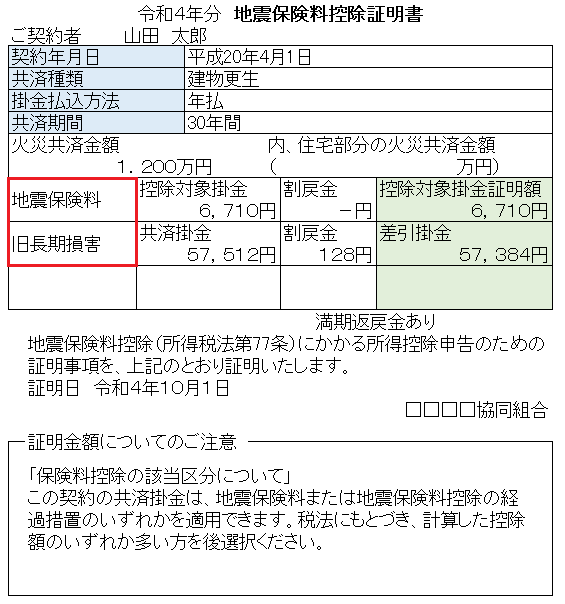 令和４年分 地震保険料控除証明書
ご契約者 山田 太郎
契約年月日 平成20年4月1日
共済種類 建物更生
掛金払込方法 年払
共済期間 30年間
火災共済金額 内、住宅部分の火災共済金額
１．２００万円 （ 万円）
地震保険料 控除対象掛金 割戻金 控除対象掛金証明額
６，７１０円 －円 ６，７１０円
旧長期損害 共済掛金 割戻金 差引掛金
５７，５１２円 １２８円 ５７，３８４円
満期返戻金あり
地震保険料控除（所得税法第77条）にかかる所得控除申告のための
証明事項を、上記のとおり証明いたします。
証明日 令和４年１０月１日
□□□□協同組合
証明金額についてのご注意
「保険料控除の該当区分について」
この契約の共済掛金は、地震保険料または地震保険料控除の経
過措置のいずれかを適用できます。税法にもとづき、計算した控除
額のいずれか多い方を後選択ください。